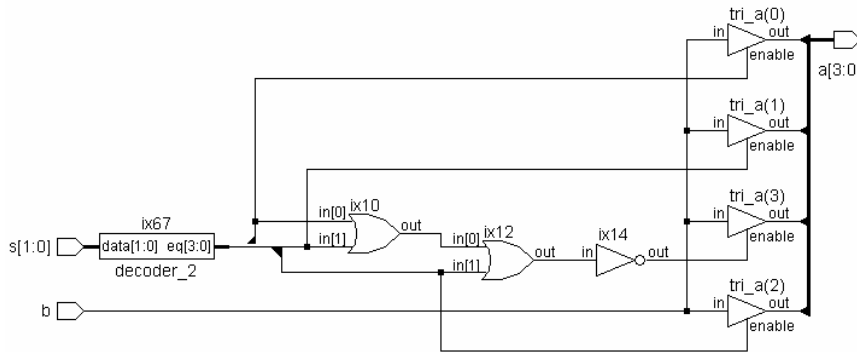 tri_a(0)
in out
enable
a[3:0
tri_a(1)
in out
enable
ix10
in[0]
out
in[1]
ix12
in[0]
out
in[1]
ix14
in out
tri_a(3)
in out
enable
ix67
s[1:0] data[1:0] eq[3:0]
decoder_2
tri_a(2)
b
in out
enable